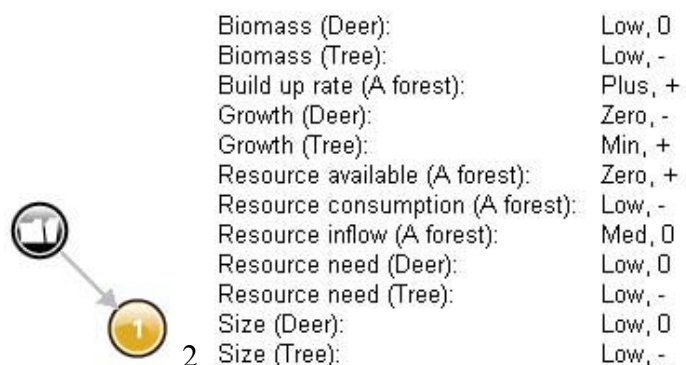 Biomass (Deer): Low, 0
Biomass (Tree): Low, -
Build up rate (A forest): Plus, +
Growth (Deer): Zero, -
Growth (Tree): Min, +
Resource available (A forest): Zero, +
Resource consumption (A forest): Low, -
Resource inflow (A forest): Med, 0
Resource need (Deer): Low, 0
Resource need (Tree): Low, -
1 Size (Deer): Low, 0
2 Size (Tree): Low, -